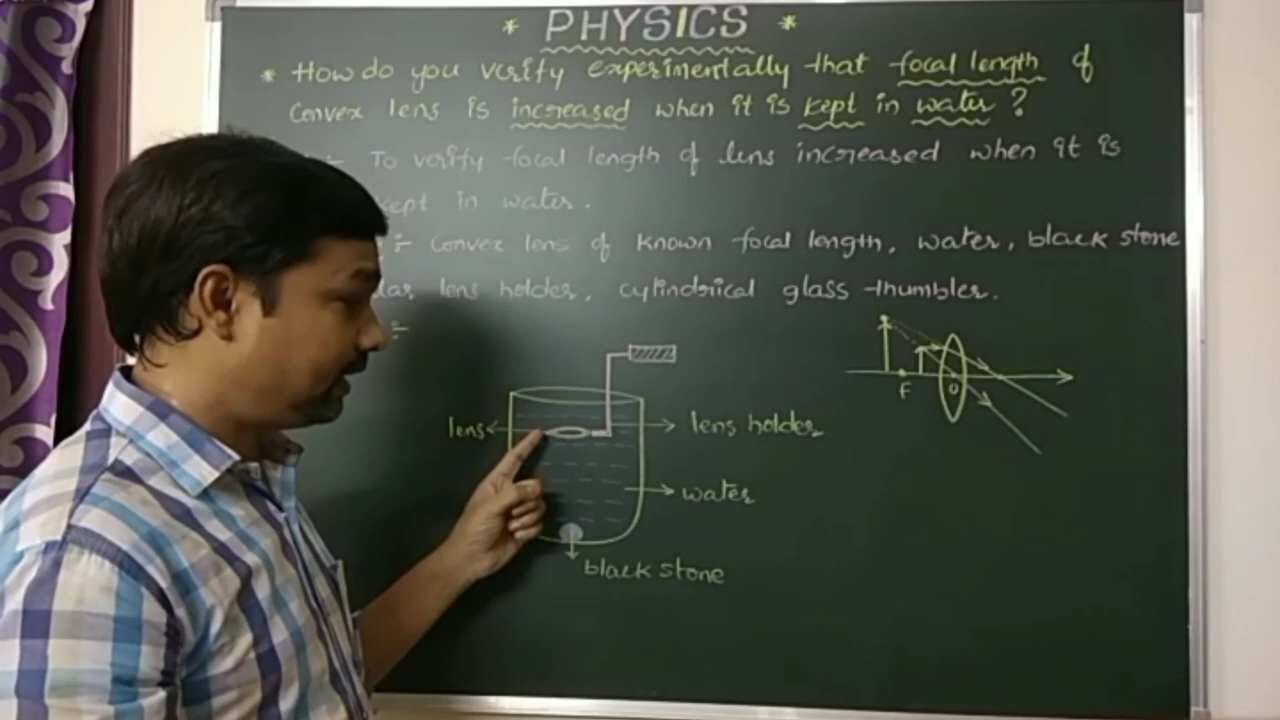 * PHYSICS *
* How do you verify experimentally that focal length of
convex lens is increased when it is kept in water ?
:- To verify focal length of lens increased when it is
kept in water.
:- Convex lens of known focal length, water, black stone
lar lens holder, cylindrical glass thumbler.
:-
lens
lens holder
water
black stone
F
O